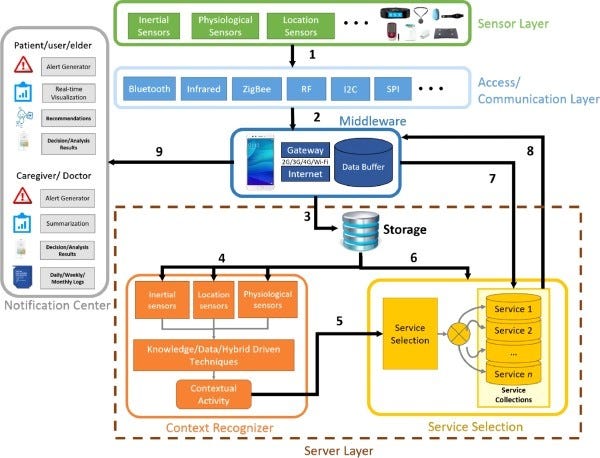 Inertial
Sensors
Physiological
Sensors
Location
Sensors
Sensor Layer
1
Bluetooth
Infrared
ZigBee
RF
I2C
SPI
Access/
Communication Layer
2
Middleware
Gateway
2G/3G/4G/Wi-Fi
Internet
Data Buffer
9
8
7
3
Patient/user/elder
Alert Generator
Real-time
Visualization
Recommendations
Decision/Analysis
Results
Caregiver/ Doctor
Alert Generator
Summarization
Decision/Analysis
Results
Daily/Weekly/
Monthly Logs
Notification Center
Storage
4
6
Inertial
sensors
Location
sensors
Physiological
sensors
Knowledge/Data/Hybrid Driven
Techniques
Contextual
Activity
Context Recognizer
5
Service
Selection
Service 1
Service 2
...
Service n
Service
Collections
Service Selection
Server Layer